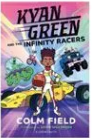 KYAN
GREEN
AND THE INFINITY RACERS
COLM FIELD